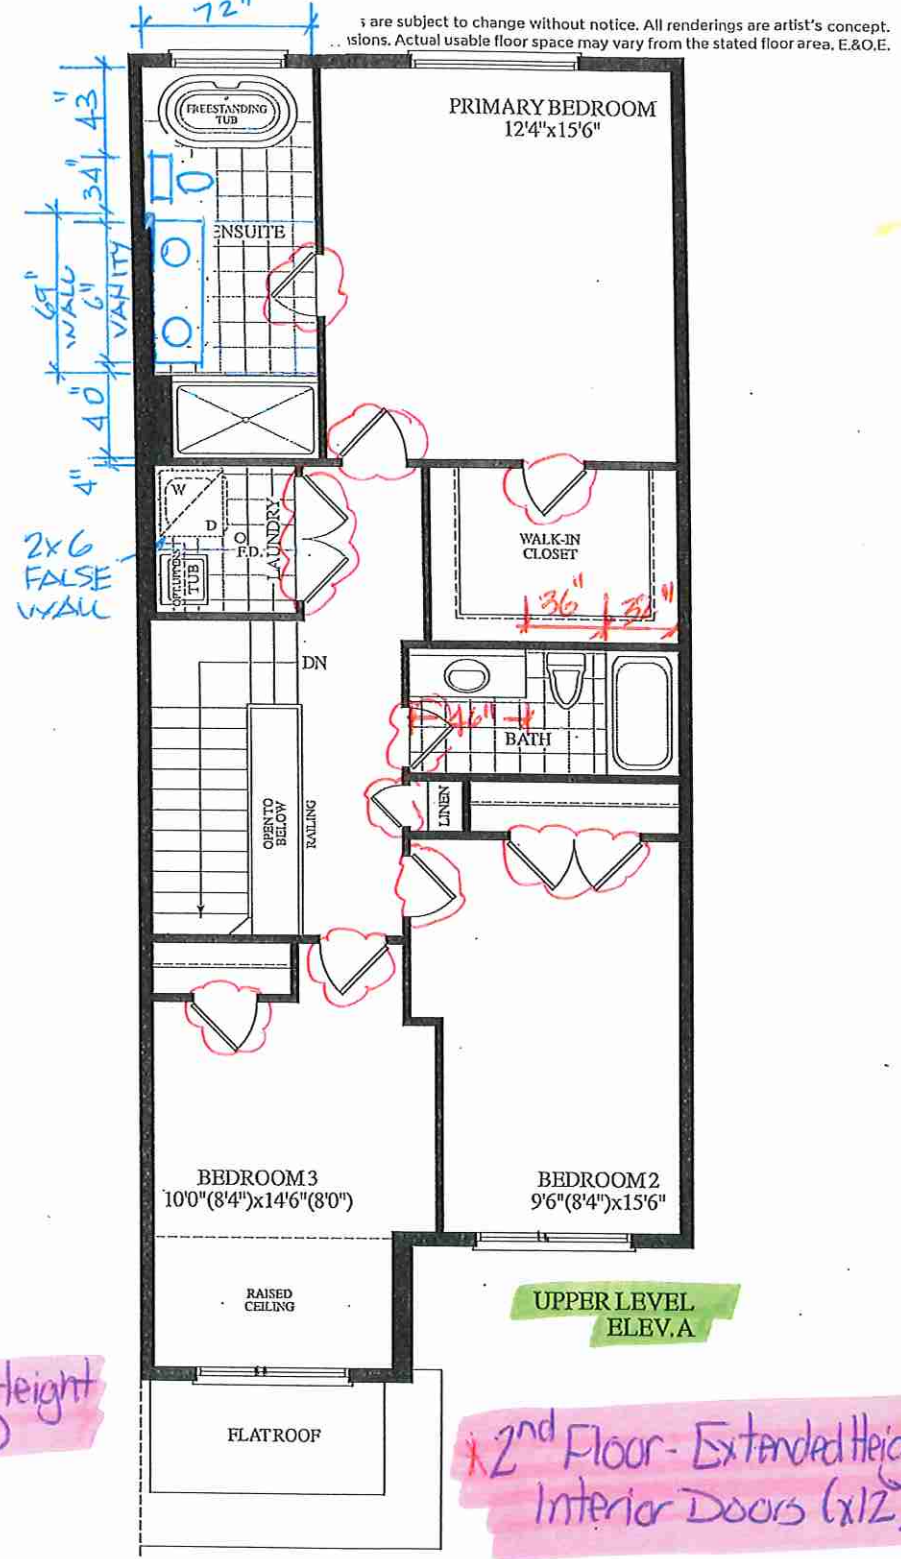 72"
s are subject to change without notice. All renderings are artist's concept.
sions. Actual usable floor space may vary from the stated floor area. E.&O.E.
43"
34"
69"
WALL
6"
VANITY
40"
4"
FREESTANDING
TUB
PRIMARY BEDROOM
12'4"x15'6"
ENSUITE
W
D
O
F.D.
LAUNDRY
TUB
2x6
FALSE
WALL
WALK-IN
CLOSET
36"
DN
46"
BATH
OPEN TO
BELOW
RAILING
LINEN
BEDROOM 3
10'0"(8'4")x14'6"(8'0")
BEDROOM 2
9'6"(8'4")x15'6"
RAISED
CEILING
UPPER LEVEL
ELEV. A
FLAT ROOF
Height
x 2nd Floor - Extended Heig
Interior Doors (x12